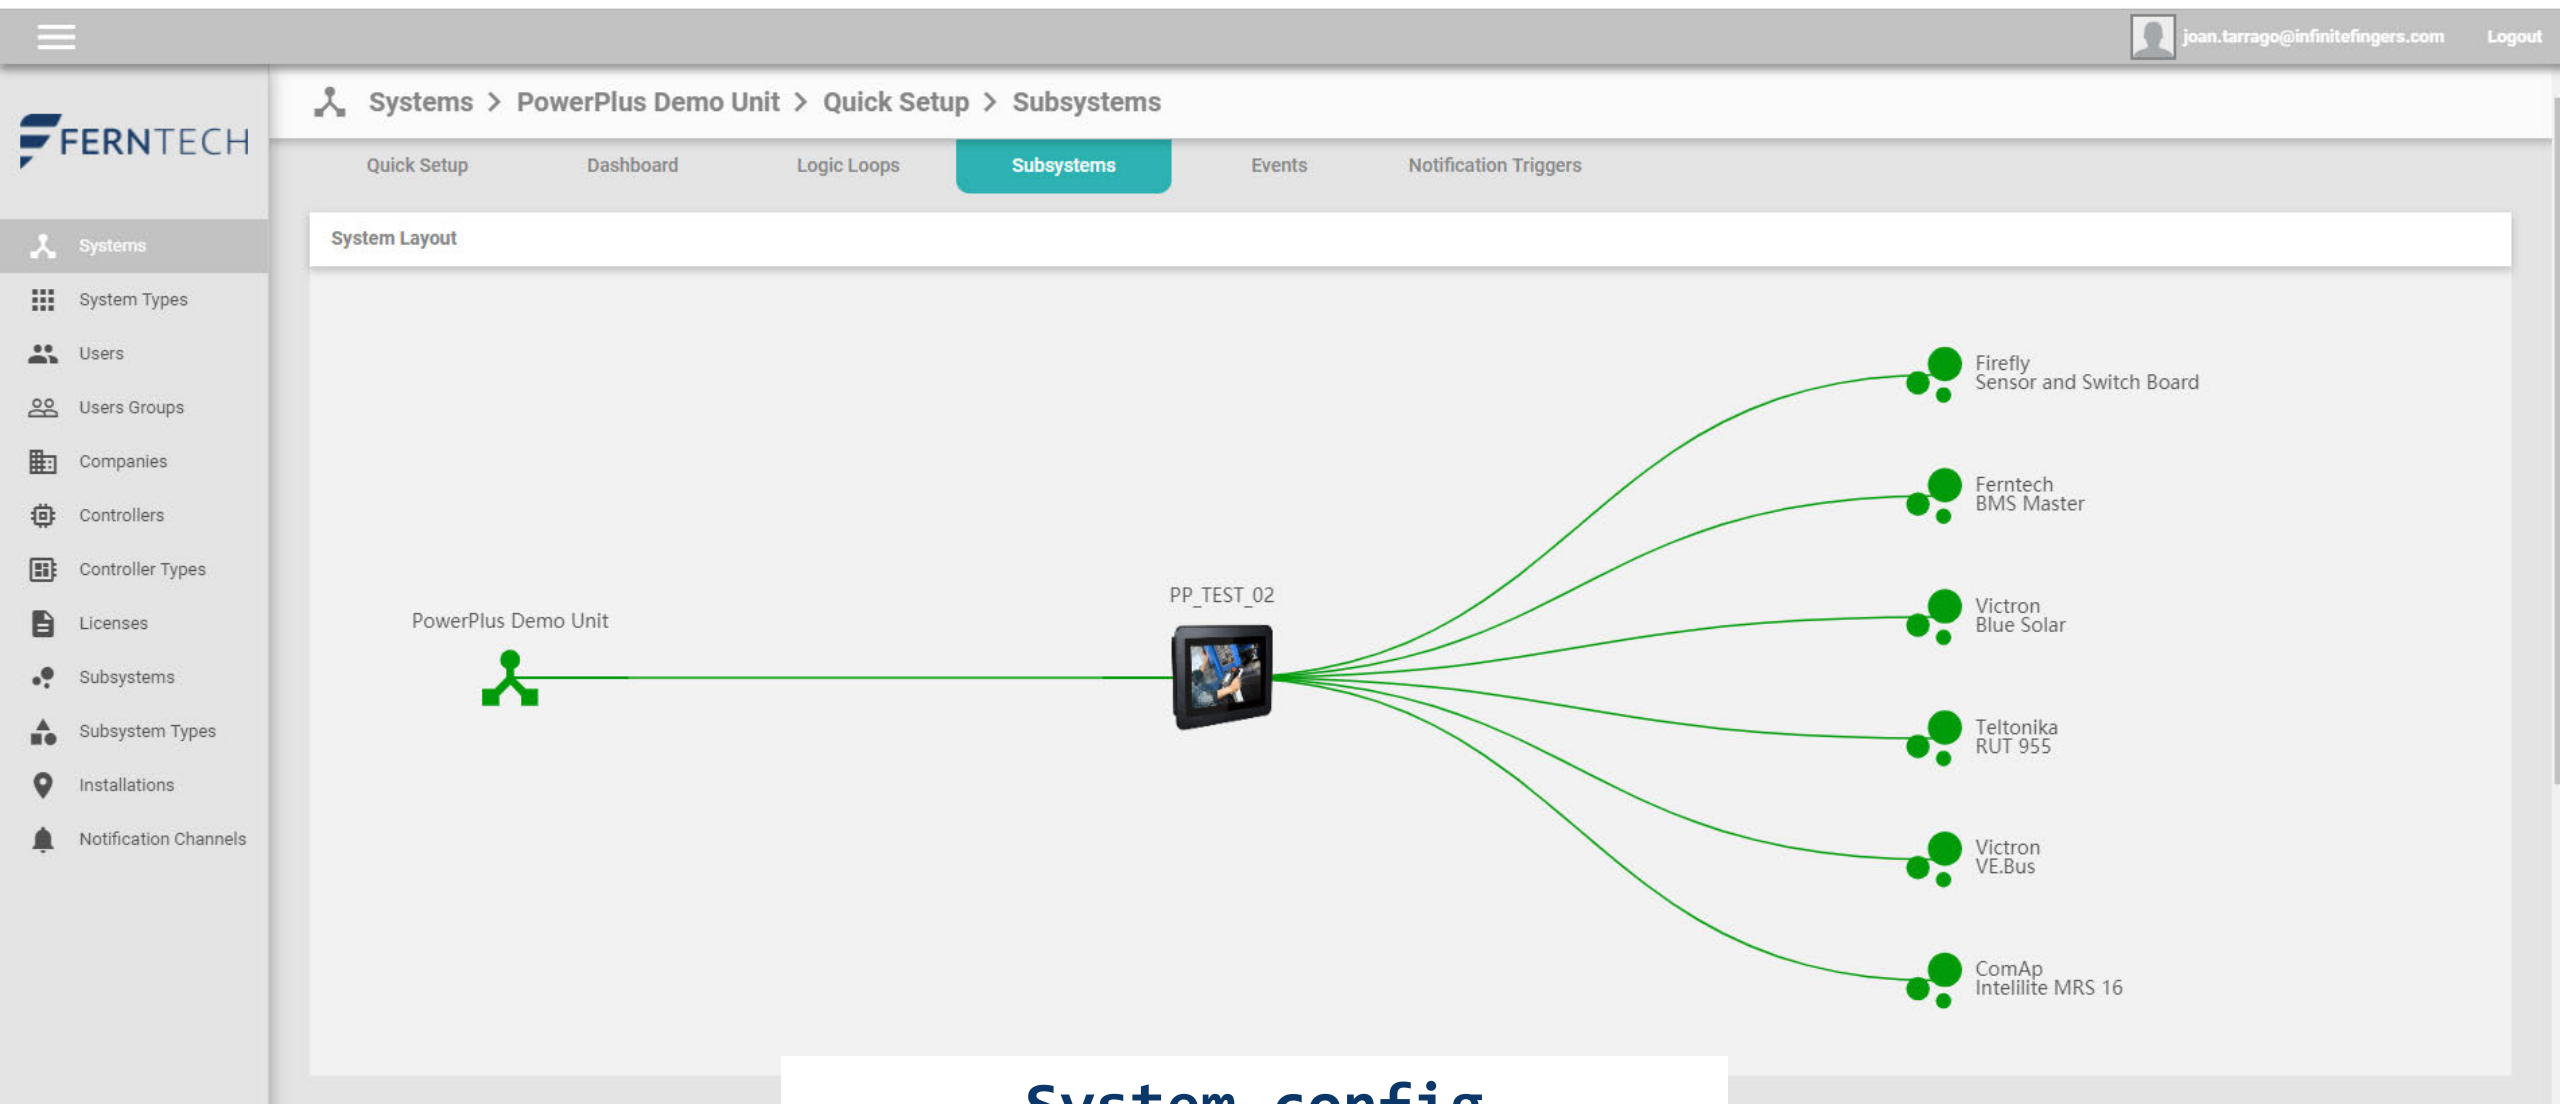 joan.tarrago@infinitefingers.com Logout
FERNTECH
Systems > PowerPlus Demo Unit > Quick Setup > Subsystems
Quick Setup Dashboard Logic Loops Subsystems Events Notification Triggers
System Layout
Systems
System Types
Users
Users Groups
Companies
Controllers
Controller Types
Licenses
Subsystems
Subsystem Types
Installations
Notification Channels
PowerPlus Demo Unit
PP_TEST_02
Firefly
Sensor and Switch Board
Ferntech
BMS Master
Victron
Blue Solar
Teltonika
RUT 955
Victron
VE.Bus
ComAp
Intelilite MRS 16
System config